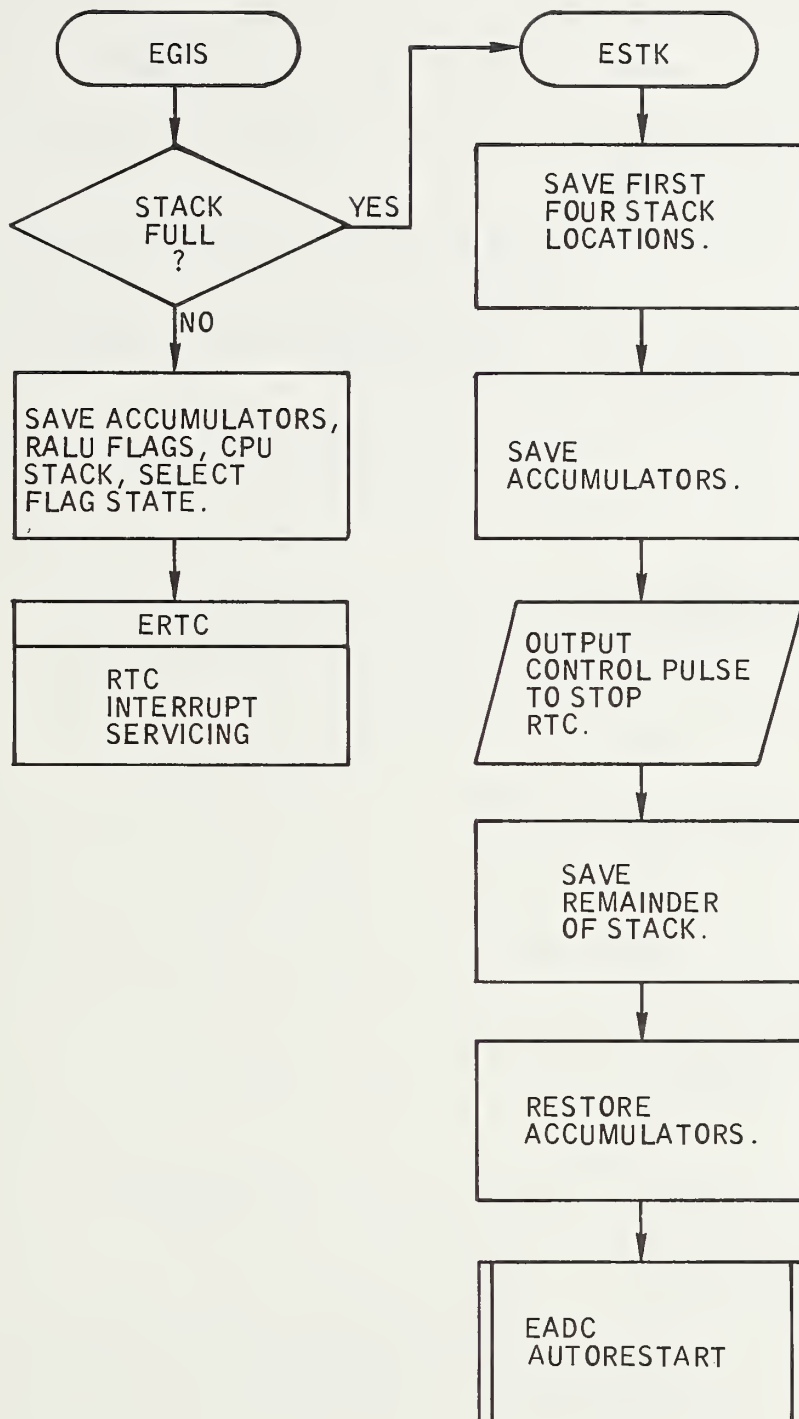 EGIS
STACK
FULL
?
YES
NO
SAVE ACCUMULATORS,
RALU FLAGS, CPU
STACK, SELECT
FLAG STATE.
ERTC
RTC
INTERRUPT
SERVICING
ESTK
SAVE FIRST
FOUR STACK
LOCATIONS.
SAVE
ACCUMULATORS.
OUTPUT
CONTROL PULSE
TO STOP
RTC.
SAVE
REMAINDER
OF STACK.
RESTORE
ACCUMULATORS.
EADC
AUTORESTART